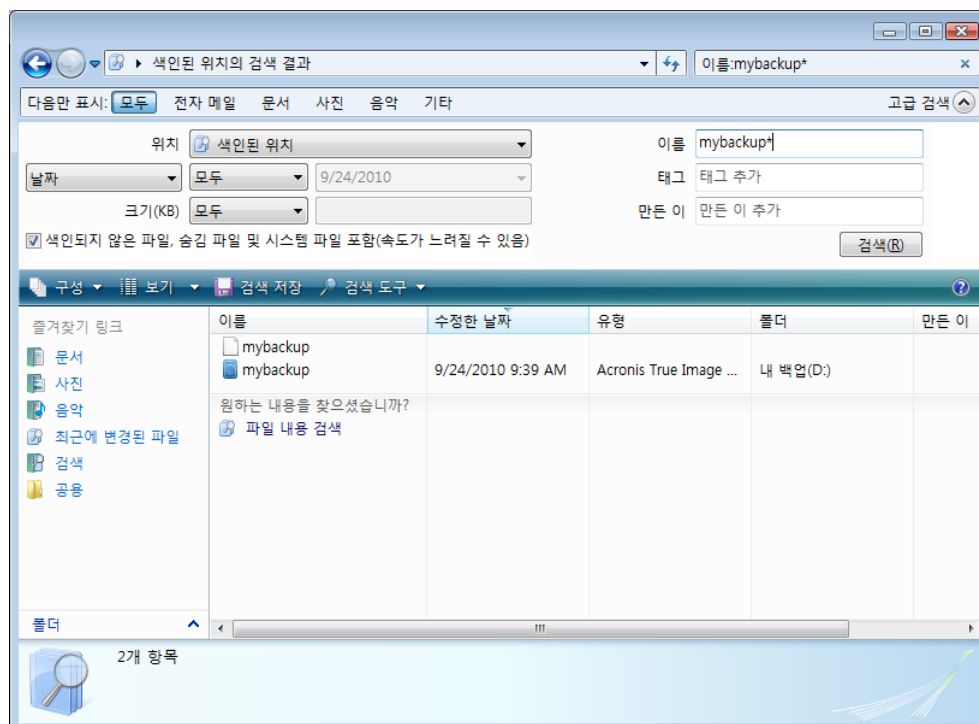 색인된 위치의 검색 결과
이름:mybackup*
다음만 표시: 모두 전자 메일 문서 사진 음악 기타 고급 검색
위치 색인된 위치 이름 mybackup*
날짜 모두 9/24/2010 태그 태그 추가
크기(KB) 모두 만든 이 만든 이 추가
색인되지 않은 파일, 숨김 파일 및 시스템 파일 포함(속도가 느려질 수 있음) 검색(R)
구성 보기 검색 저장 검색 도구
즐겨찾기 링크
문서
사진
음악
최근에 변경된 파일
검색
공용
폴더
이름 수정한 날짜 유형 폴더 만든 이
mybackup
mybackup 9/24/2010 9:39 AM Acronis True Image ... 내 백업(D:)
원하는 내용을 찾으셨습니까?
파일 내용 검색
2개 항목